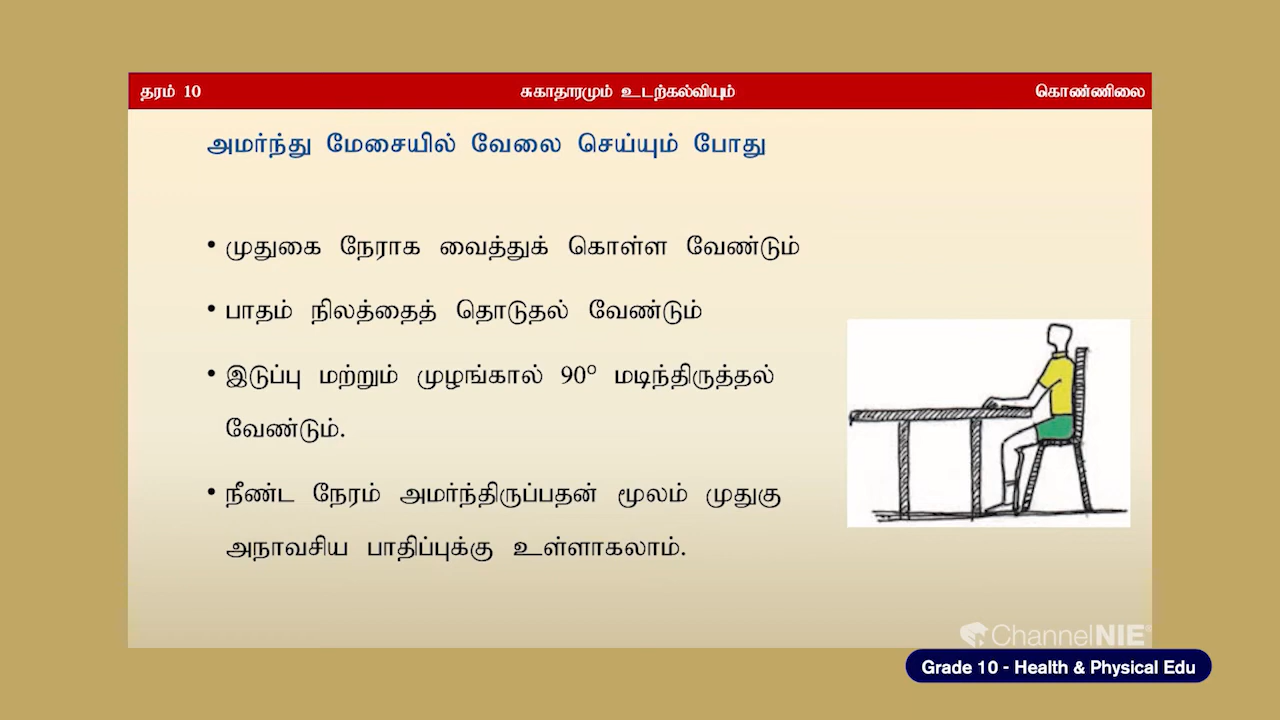 தரம் 10
சுகாதாரமும் உடற்கல்வியும்
கொண்ணிலை
அமர்ந்து மேசையில் வேலை செய்யும் போது
• முதுகை நேராக வைத்துக் கொள்ள வேண்டும்
• பாதம் நிலத்தைத் தொடுதல் வேண்டும்
• இடுப்பு மற்றும் முழங்கால் 90° மடிந்திருத்தல்
வேண்டும்.
• நீண்ட நேரம் அமர்ந்திருப்பதன் மூலம் முதுகு
அநாவசிய பாதிப்புக்கு உள்ளாகலாம்.
ChannelNIE
Grade 10 - Health & Physical Edu